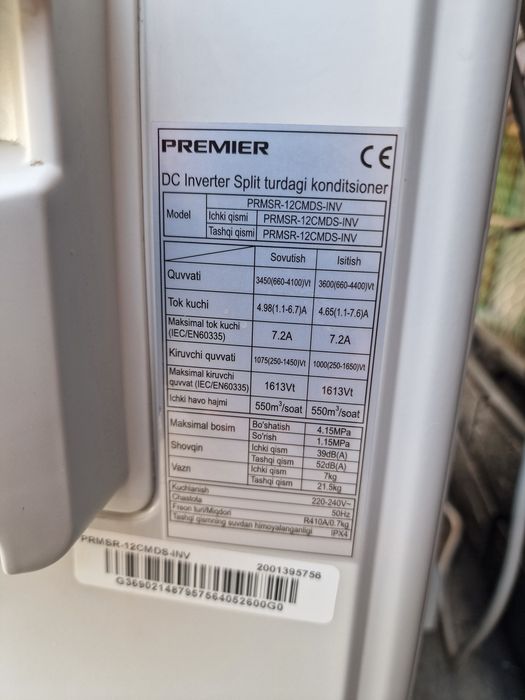 PREMIER CE
DC Inverter Split turdagi konditsioner
Model PRMSR-12CMDS-INV
Ichki qismi PRMSR-12CMDS-INV
Tashqi qismi PRMSR-12CMDS-INV
Sovutish Isitish
Quvvati 3450(660-4100)Vt 3600(660-4400)Vt
Tok kuchi 4.98(1.1-6.7)A 4.65(1.1-7.6)A
Maksimal tok kuchi (IEC/EN60335) 7.2A 7.2A
Kiruvchi quvvati 1075(250-1450)Vt 1000(250-1650)Vt
Maksimal kiruvchi quvvat (IEC/EN60335) 1613Vt 1613Vt
Ichki havo hajmi 550m³/soat 550m³/soat
Maksimal bosim Bo'shatish 4.15MPa
So'rish 1.15MPa
Shovqin Ichki qism 39dB(A)
Tashqi qism 52dB(A)
Vazn Ichki qism 7kg
Tashqi qism 21.5kg
Kuchlanish 220-240V~
Chastota 50Hz
Freon turi/Miqdori R410A/0.7kg
Tashqi qismning suvdan himoyalanganligi IPX4
PRMSR-12CMDS-INV 2001395756
G369021487957564052600G0